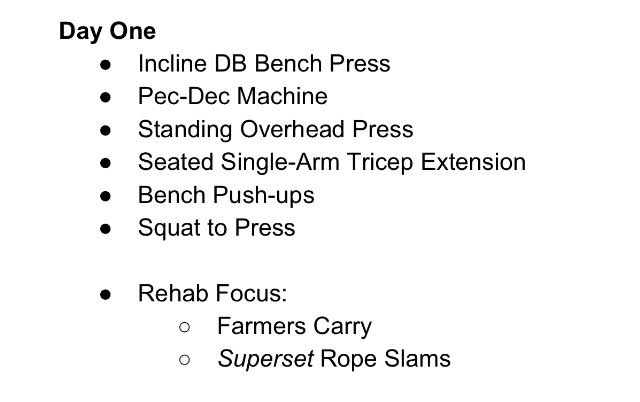 Day One
● Incline DB Bench Press
● Pec-Dec Machine
● Standing Overhead Press
● Seated Single-Arm Tricep Extension
● Bench Push-ups
● Squat to Press
● Rehab Focus:
○ Farmers Carry
○ Superset Rope Slams